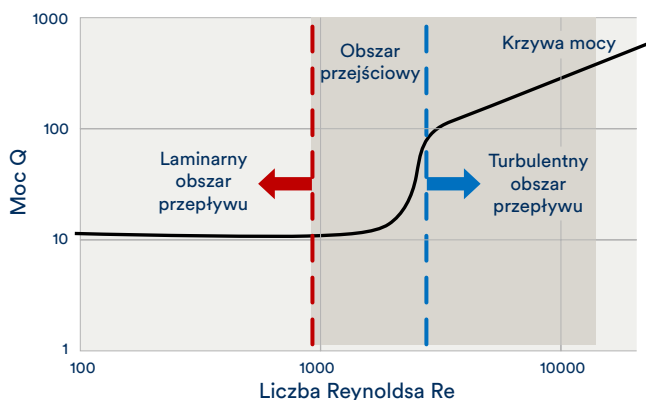 1000
100
10
1
Moc Q
Obszar
przejściowy
Krzywa mocy
Laminarny
obszar
przepływu
Turbulentny
obszar
przepływu
100
1000
10000
Liczba Reynoldsa Re